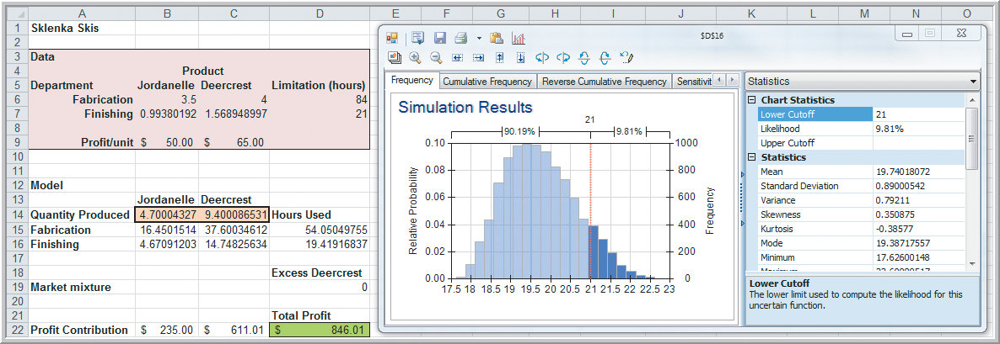 A B C D E F G H I J K L M N O
1 Sklenka Skis
2
3 Data
4 Product
5 Department Jordanelle Deercrest Limitation (hours)
6 Fabrication 3.5 4 84
7 Finishing 0.99380192 1.568948997 21
8
9 Profit/unit $ 50.00 $ 65.00
10
11
12 Model
13 Jordanelle Deercrest
14 Quantity Produced 4.70004327 9.400086531 Hours Used
15 Fabrication 16.4501514 37.60034612 54.05049755
16 Finishing 4.67091203 14.74825634 19.41916837
17
18 Excess Deercrest
19 Market mixture 0
20
21 Total Profit
22 Profit Contribution $ 235.00 $ 611.01 $ 846.01
$D$16
Frequency Cumulative Frequency Reverse Cumulative Frequency Sensitivit
Simulation Results
21
90.19% 9.81%
0.10 1000
0.08 800
0.06 600
0.04 400
0.02 200
0.00 0
Relative Probability
Frequency
17.5 18 18.5 19 19.5 20 20.5 21 21.5 22 22.5 23
Statistics
Chart Statistics
Lower Cutoff 21
Likelihood 9.81%
Upper Cutoff
Statistics
Mean 19.74018072
Standard Deviation 0.89000542
Variance 0.79211
Skewness 0.350875
Kurtosis -0.38577
Mode 19.38717557
Minimum 17.62600148
Lower Cutoff
The lower limit used to compute the likelihood for this
uncertain function.